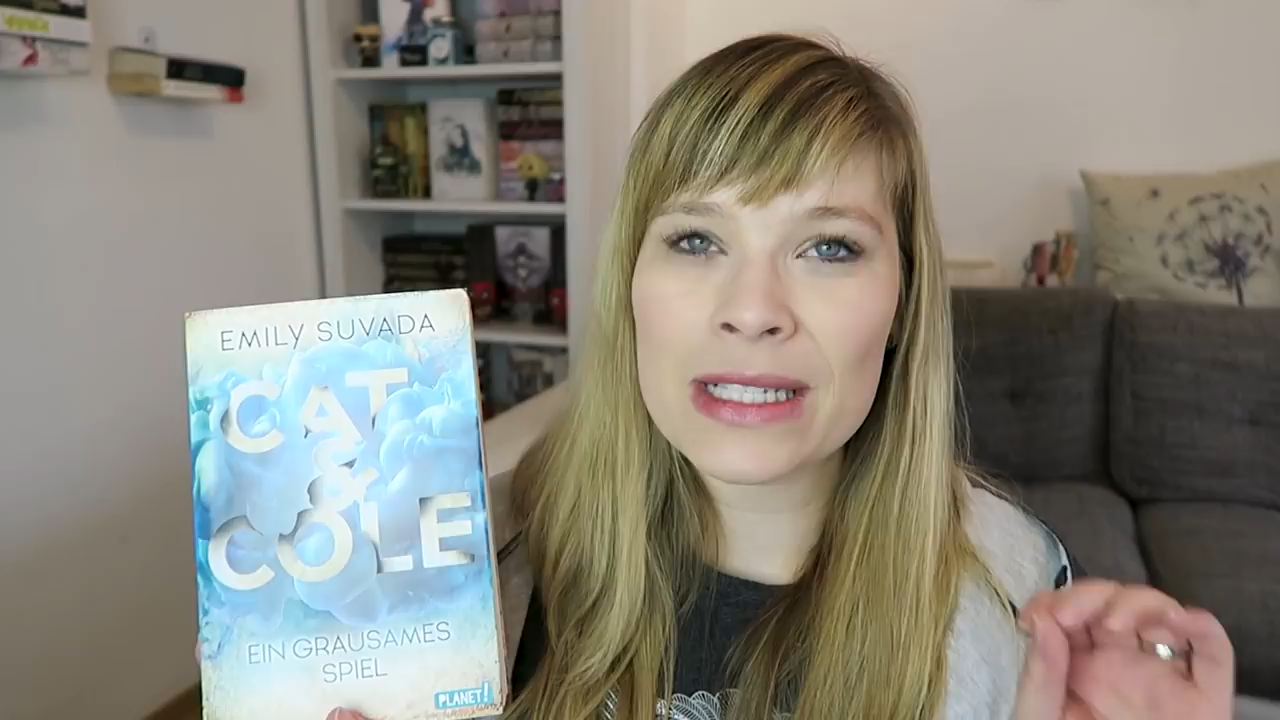 EMILY SUVADA
CAT
&
COLE
EIN GRAUSAMES
SPIEL
PLANET!